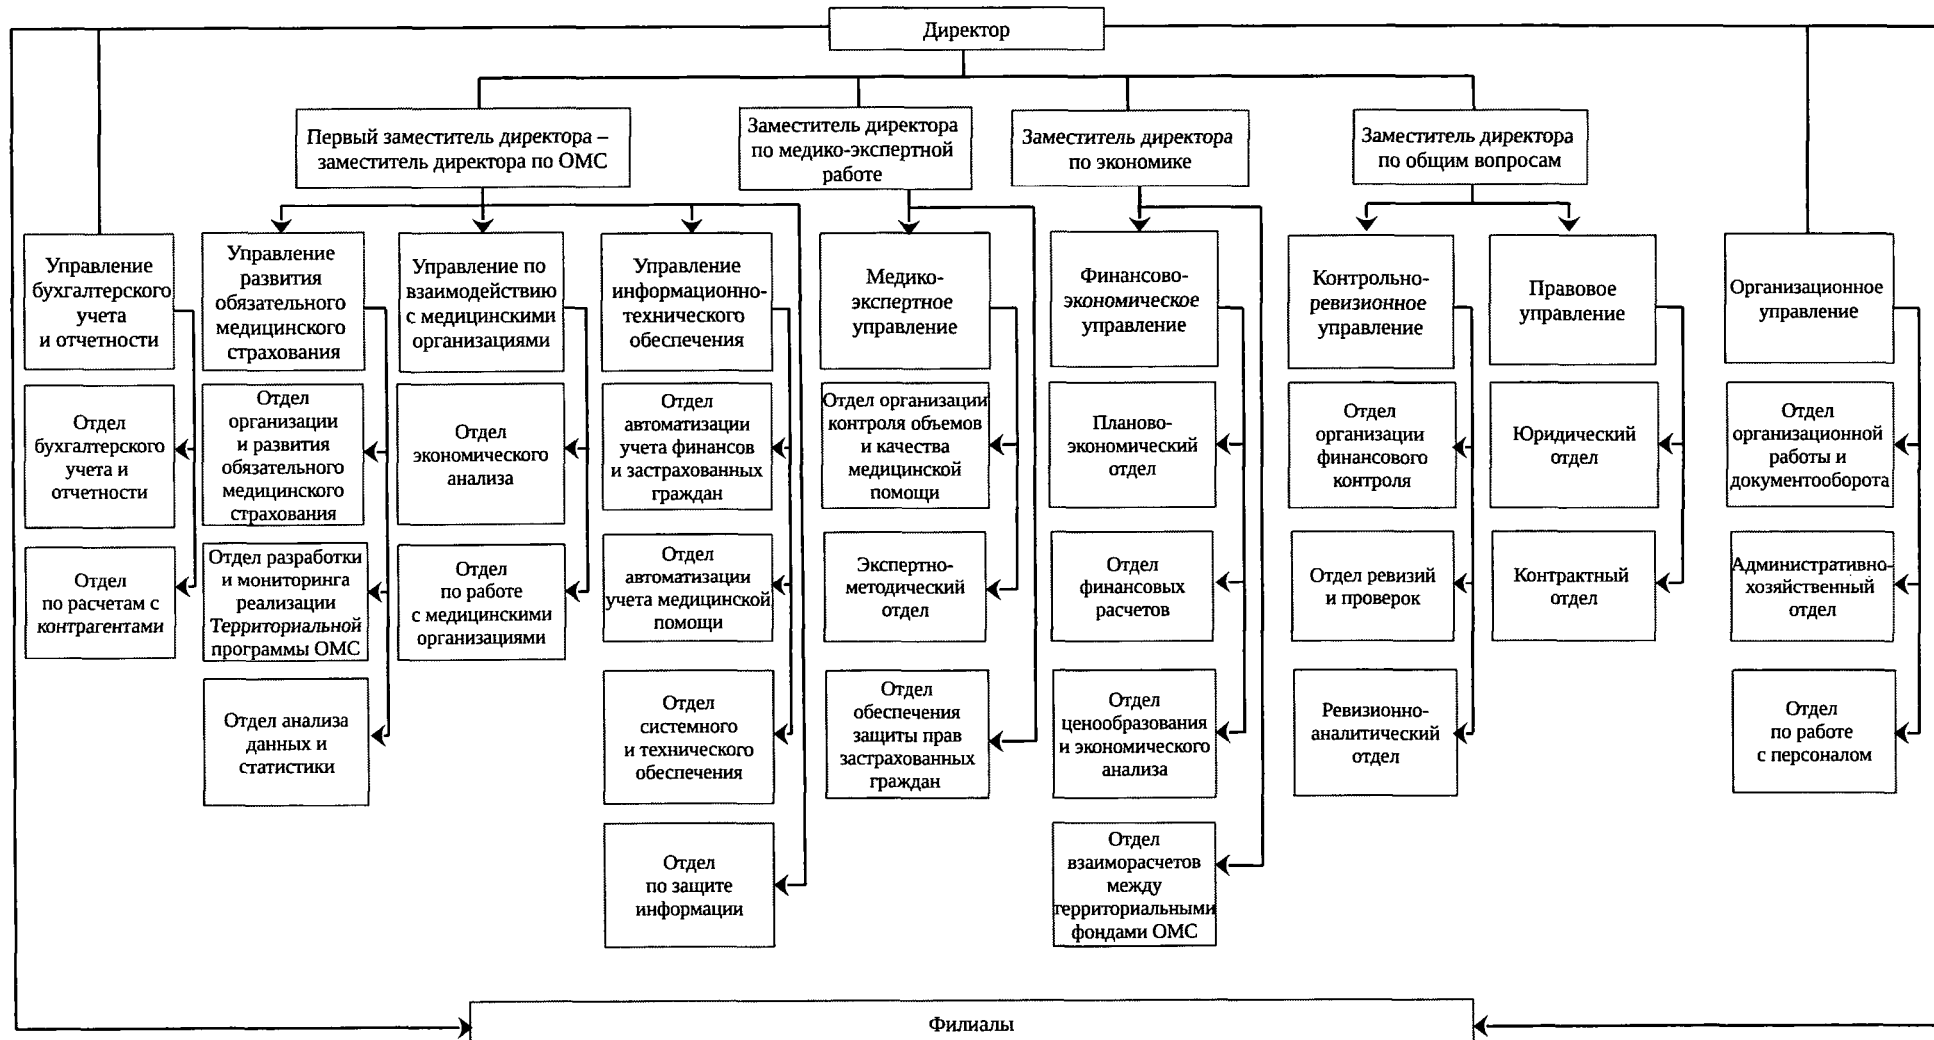 Директор
Первый заместитель директора –
заместитель директора по ОМС
Заместитель директора
по медико-экспертной
работе
Заместитель директора
по экономике
Заместитель директора
по общим вопросам
Управление
бухгалтерского
учета
и отчетности
Управление
развития
обязательного
медицинского
страхования
Управление по
взаимодействию
с медицинскими
организациями
Управление
информационно-
технического
обеспечения
Медико-
экспертное
управление
Финансово-
экономическое
управление
Контрольно-
ревизионное
управление
Правовое
управление
Организационное
управление
Отдел
бухгалтерского
учета и
отчетности
Отдел
организации
и развития
обязательного
медицинского
страхования
Отдел
экономического
анализа
Отдел
автоматизации
учета финансов
и застрахованных
граждан
Отдел организации
контроля объемов
и качества
медицинской
помощи
Планово-
экономический
отдел
Отдел
организации
финансового
контроля
Юридический
отдел
Отдел
организационной
работы и
документооборота
Отдел
по расчетам с
контрагентами
Отдел разработки
и мониторинга
реализации
Территориальной
программы ОМС
Отдел
по работе
с медицинскими
организациями
Отдел
автоматизации
учета медицинской
помощи
Экспертно-
методический
отдел
Отдел
финансовых
расчетов
Отдел ревизий
и проверок
Контрактный
отдел
Административно-
хозяйственный
отдел
Отдел анализа
данных и
статистики
Отдел
системного
и технического
обеспечения
Отдел
обеспечения
защиты прав
застрахованных
граждан
Отдел
ценообразования
и экономического
анализа
Ревизионно-
аналитический
отдел
Отдел
по работе
с персоналом
Отдел
по защите
информации
Отдел
взаиморасчетов
между
территориальными
фондами ОМС
Филиалы